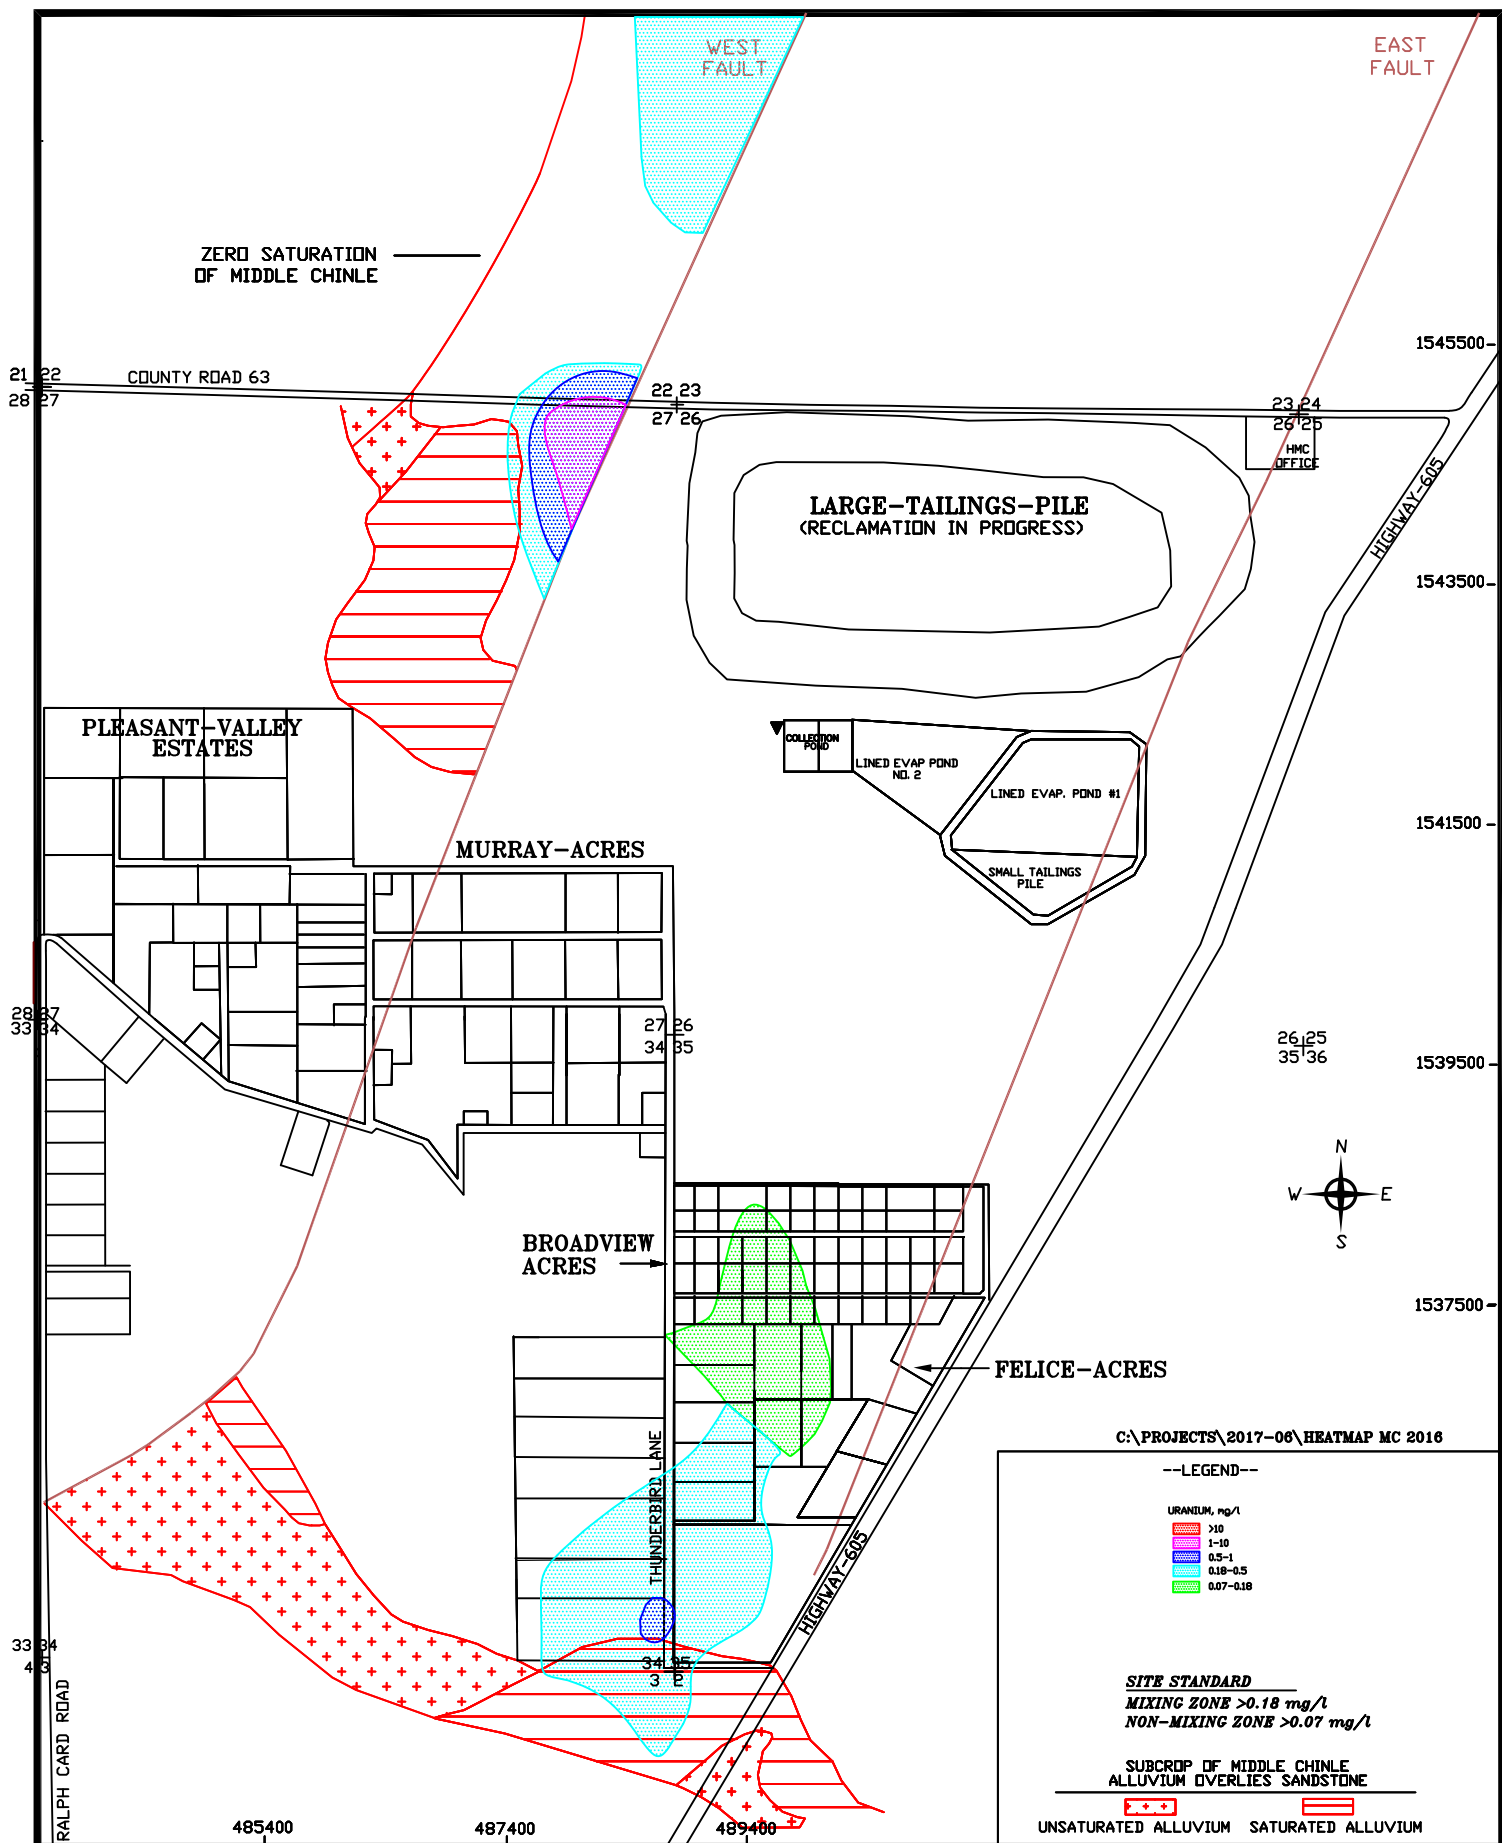 WEST
FAULT
EAST
FAULT
ZERO SATURATION
OF MIDDLE CHINLE
1545500
21 22
28 27
COUNTY ROAD 63
22 23
27 26
23 24
26 25
HMC
OFFICE
HIGHWAY-605
LARGE-TAILINGS-PILE
(RECLAMATION IN PROGRESS)
1543500
PLEASANT-VALLEY
ESTATES
COLLECTION
POND
LINED EVAP POND
NO. 2
LINED EVAP. POND #1
1541500
MURRAY-ACRES
SMALL TAILINGS
PILE
28 27
33 34
27 26
34 35
26 25
35 36
1539500
N
W E
S
BROADVIEW
ACRES
1537500
FELICE-ACRES
THUNDERBIRD LANE
HIGHWAY-605
C:\PROJECTS\2017-06\HEATMAP MC 2016
--LEGEND--
URANIUM, mg/l
>10
1-10
0.5-1
0.18-0.5
0.07-0.18
33 34
4 3
34 35
3 2
SITE STANDARD
MIXING ZONE >0.18 mg/l
NON-MIXING ZONE >0.07 mg/l
SUBCROP OF MIDDLE CHINLE
ALLUVIUM OVERLIES SANDSTONE
UNSATURATED ALLUVIUM SATURATED ALLUVIUM
RALPH CARD ROAD
485400 487400 489400